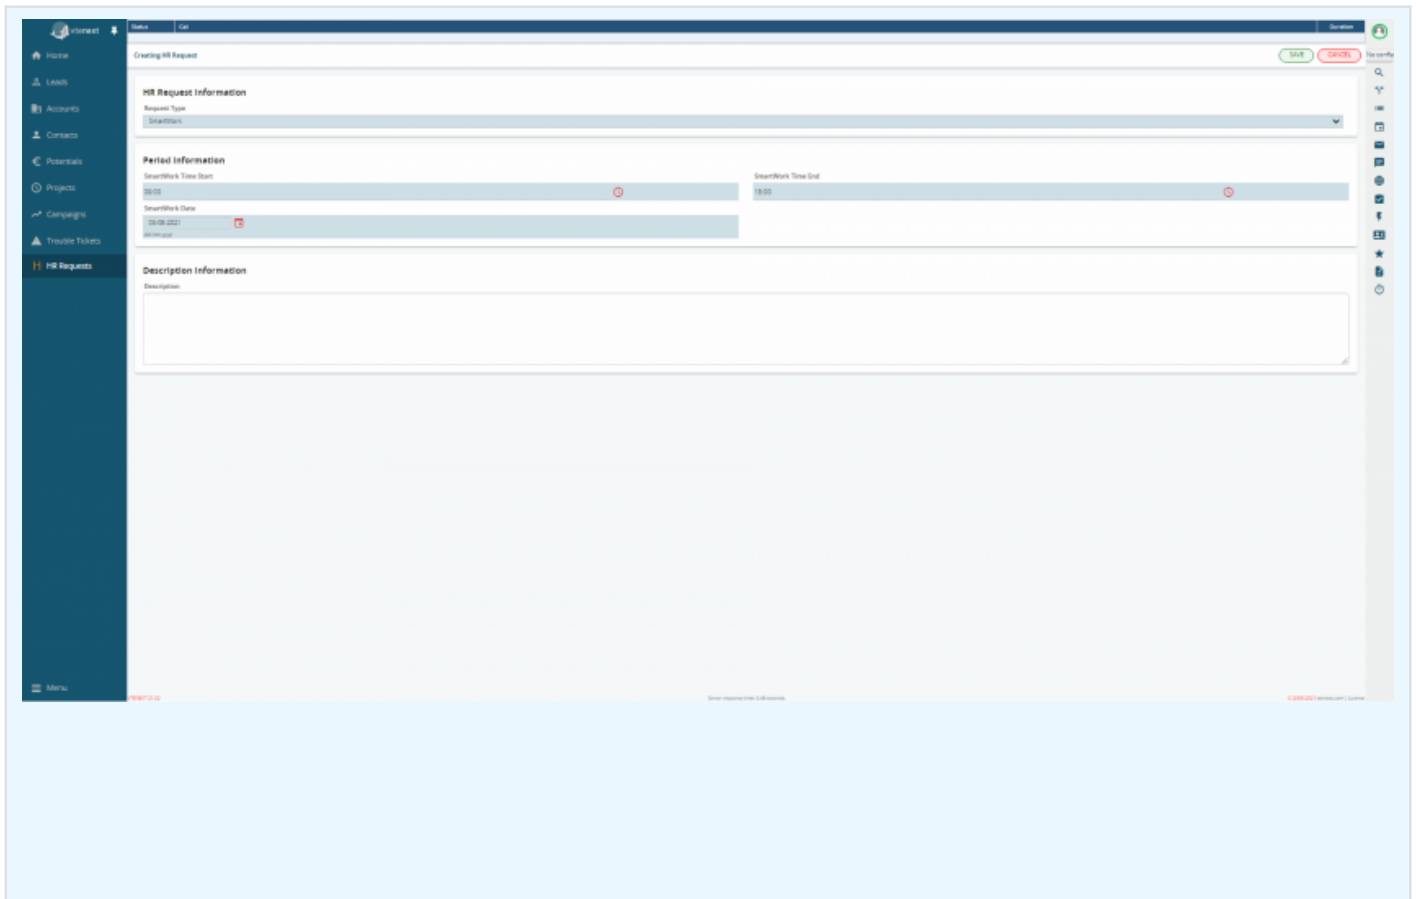 vtenext
Status Call Duration
Home
Creating HR Request SAVE CANCEL
Leads
HR Request Information
Accounts
Request Type
SmartWork
Contacts
Potentials
Period Information
SmartWork Time Start SmartWork Time End
Projects
18:00
Campaigns
SmartWork Date
Trouble Tickets
HR Requests
Description Information
Description
Menu